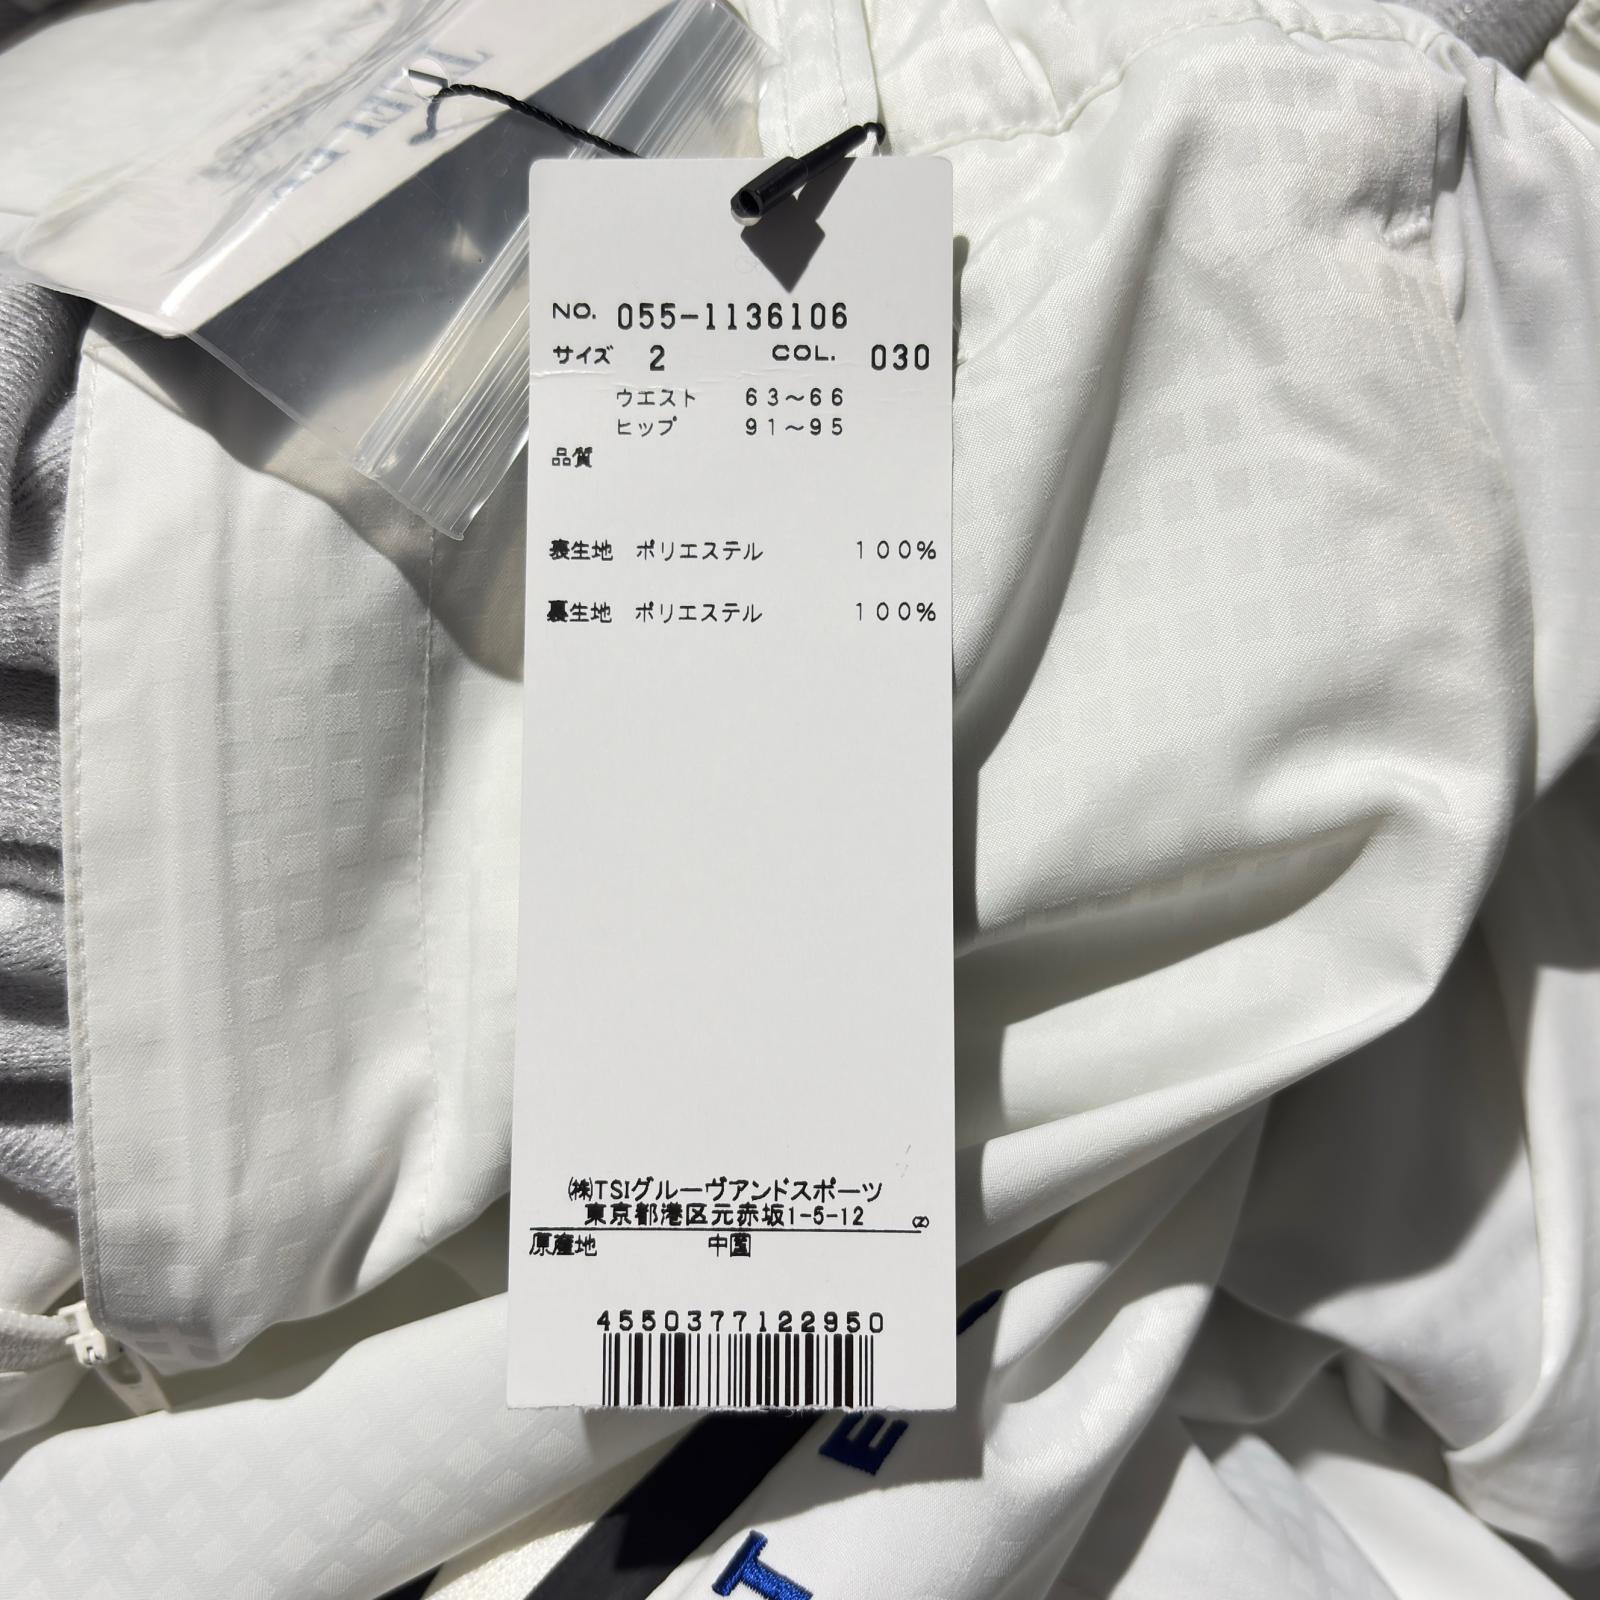 NO. 055-1136106
サイズ 2 COL. 030
ウエスト 63～66
ヒップ 91～95
品質
表生地 ポリエステル 100%
裏生地 ポリエステル 100%
㈱TSIグルーヴアンドスポーツ
東京都港区元赤坂1-5-12 (Z)
原産地 中国
4550377122950
E
T